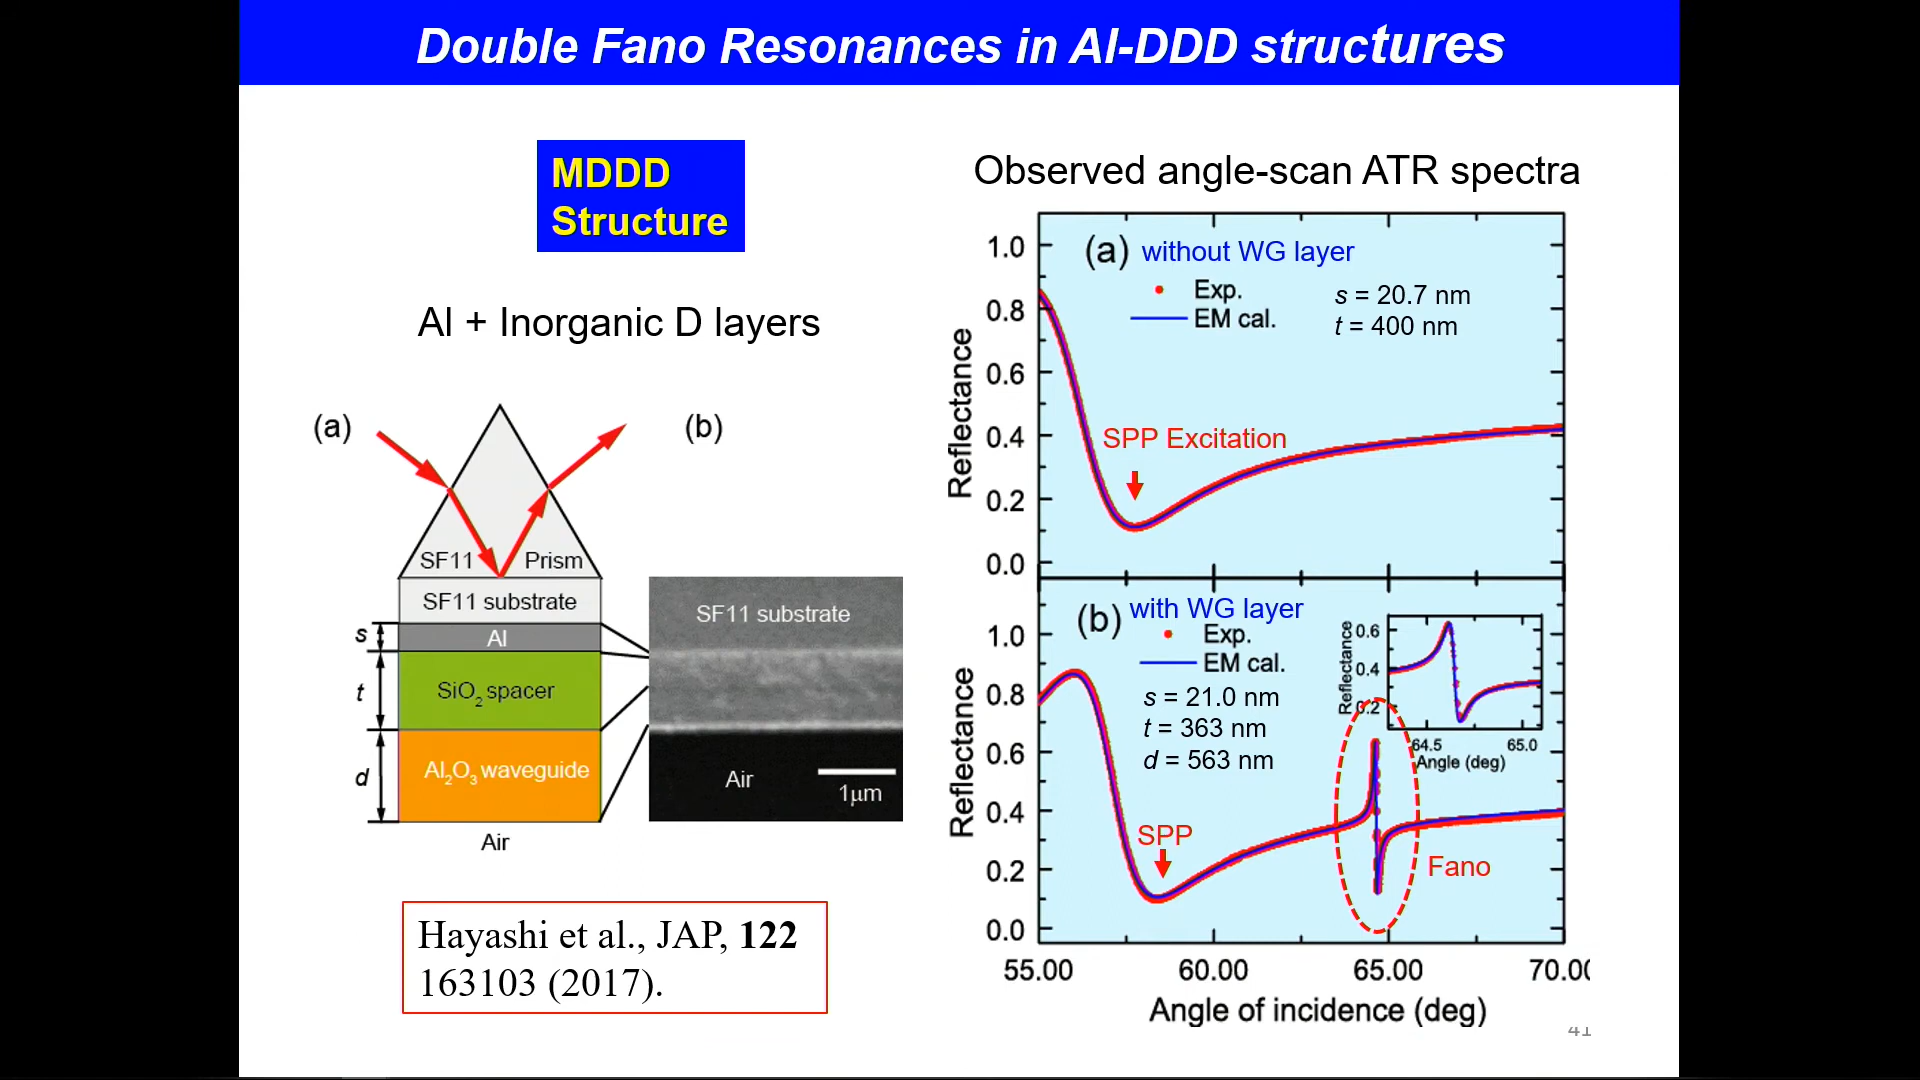 Double Fano Resonances in Al-DDD structures
MDDD
Structure
Al + Inorganic D layers
(a)
SF11 Prism
SF11 substrate
s
Al
t
SiO2 spacer
d
Al2O3 waveguide
Air
(b)
SF11 substrate
Air
1μm
Hayashi et al., JAP, 122
163103 (2017).
Observed angle-scan ATR spectra
(a) without WG layer
Exp.
EM cal.
s = 20.7 nm
t = 400 nm
SPP Excitation
Reflectance
1.0
0.8
0.6
0.4
0.2
0.0
(b) with WG layer
Exp.
EM cal.
s = 21.0 nm
t = 363 nm
d = 563 nm
SPP
Fano
Reflectance
1.0
0.8
0.6
0.4
0.2
0.0
Reflectance
0.6
0.4
0.2
64.5 65.0
Angle (deg)
55.00 60.00 65.00 70.00
Angle of incidence (deg)
41